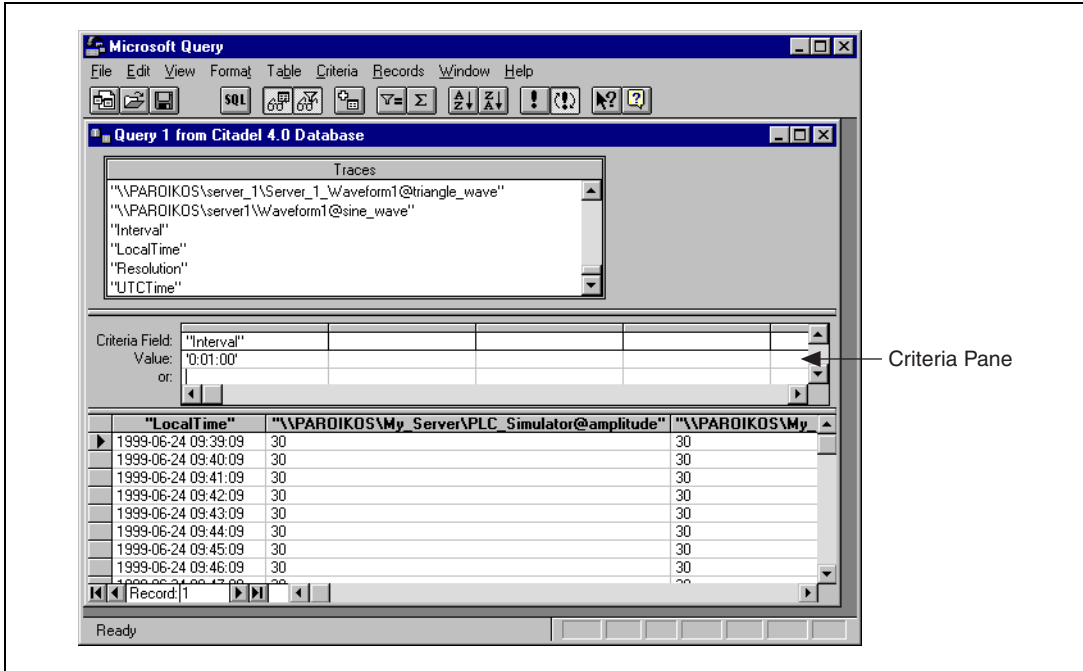 Microsoft Query
File Edit View Format Table Criteria Records Window Help
SQL
Query 1 from Citadel 4.0 Database
Traces
"\\PAROIKOS\server_1\Server_1_Waveform1@triangle_wave"
"\\PAROIKOS\server1\Waveform1@sine_wave"
"Interval"
"LocalTime"
"Resolution"
"UTCTime"
Criteria Field: "Interval"
Value: '0:01:00'
or:
Criteria Pane
"LocalTime" "\\PAROIKOS\My_Server\PLC_Simulator@amplitude" "\\PAROIKOS\My_
1999-06-24 09:39:09 30 30
1999-06-24 09:40:09 30 30
1999-06-24 09:41:09 30 30
1999-06-24 09:42:09 30 30
1999-06-24 09:43:09 30 30
1999-06-24 09:44:09 30 30
1999-06-24 09:45:09 30 30
1999-06-24 09:46:09 30 30
Record: 1
Ready